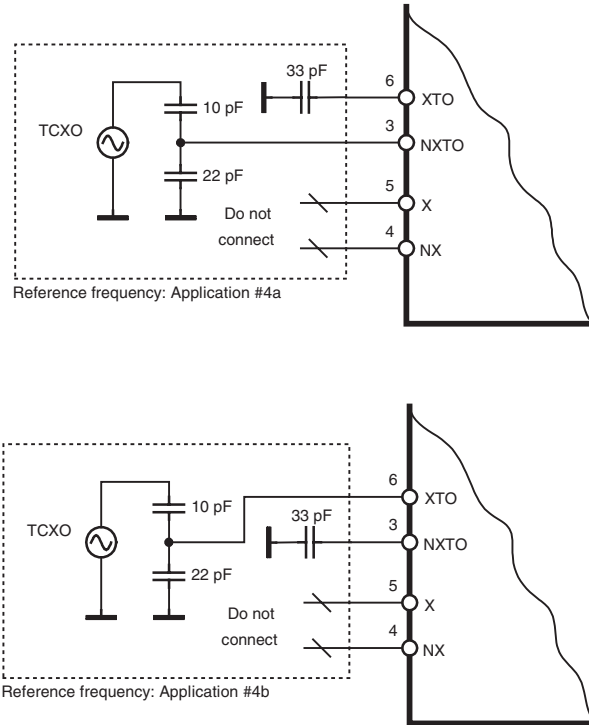 33 pF
6
XTO
10 pF
3
TCXO
NXTO
22 pF
5
Do not
connect
X
4
NX
Reference frequency: Application #4a
6
XTO
10 pF
33 pF
3
TCXO
NXTO
22 pF
5
Do not
connect
X
4
NX
Reference frequency: Application #4b